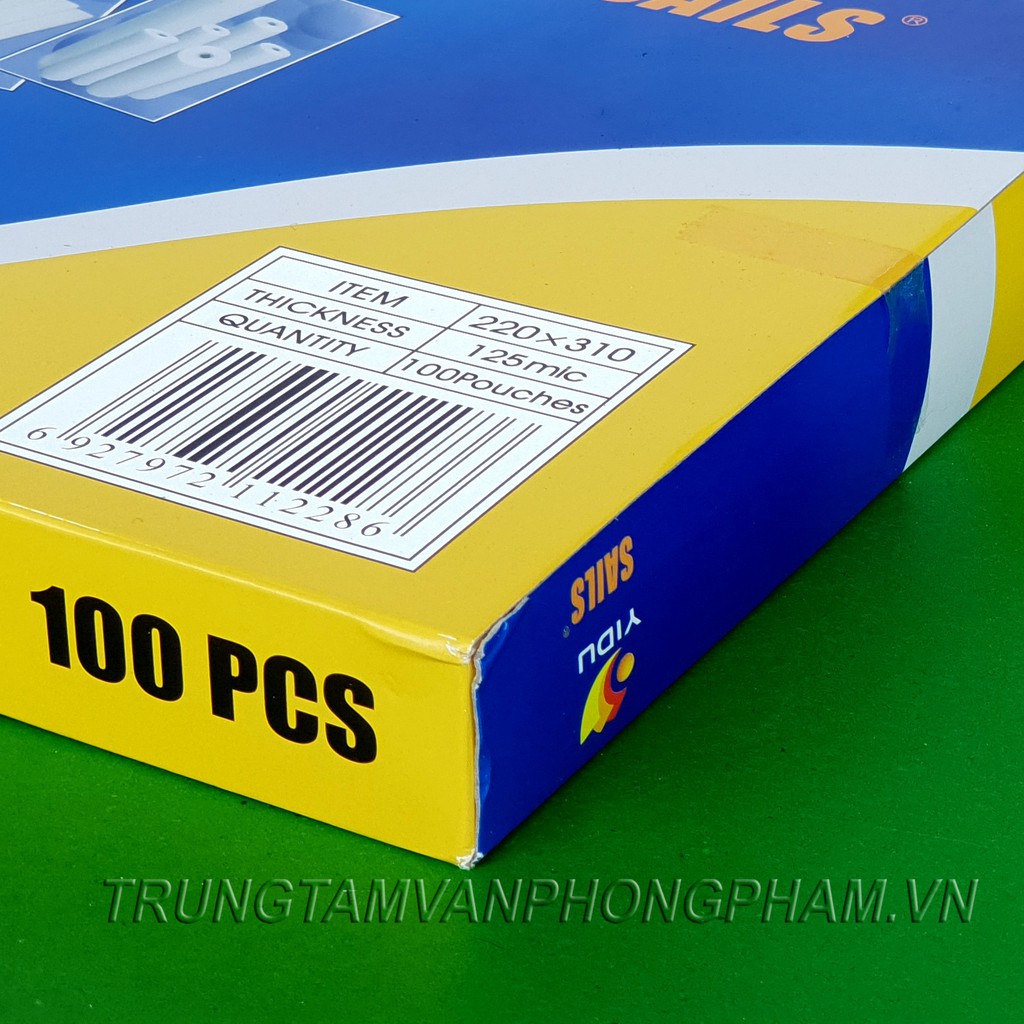 SAILS ®
ITEM 220×310
THICKNESS 125mic
QUANTITY 100Pouches
6 927972 112286
100 PCS
SAILS
YIDU
TRUNGTAMVANPHONGPHAM.VN